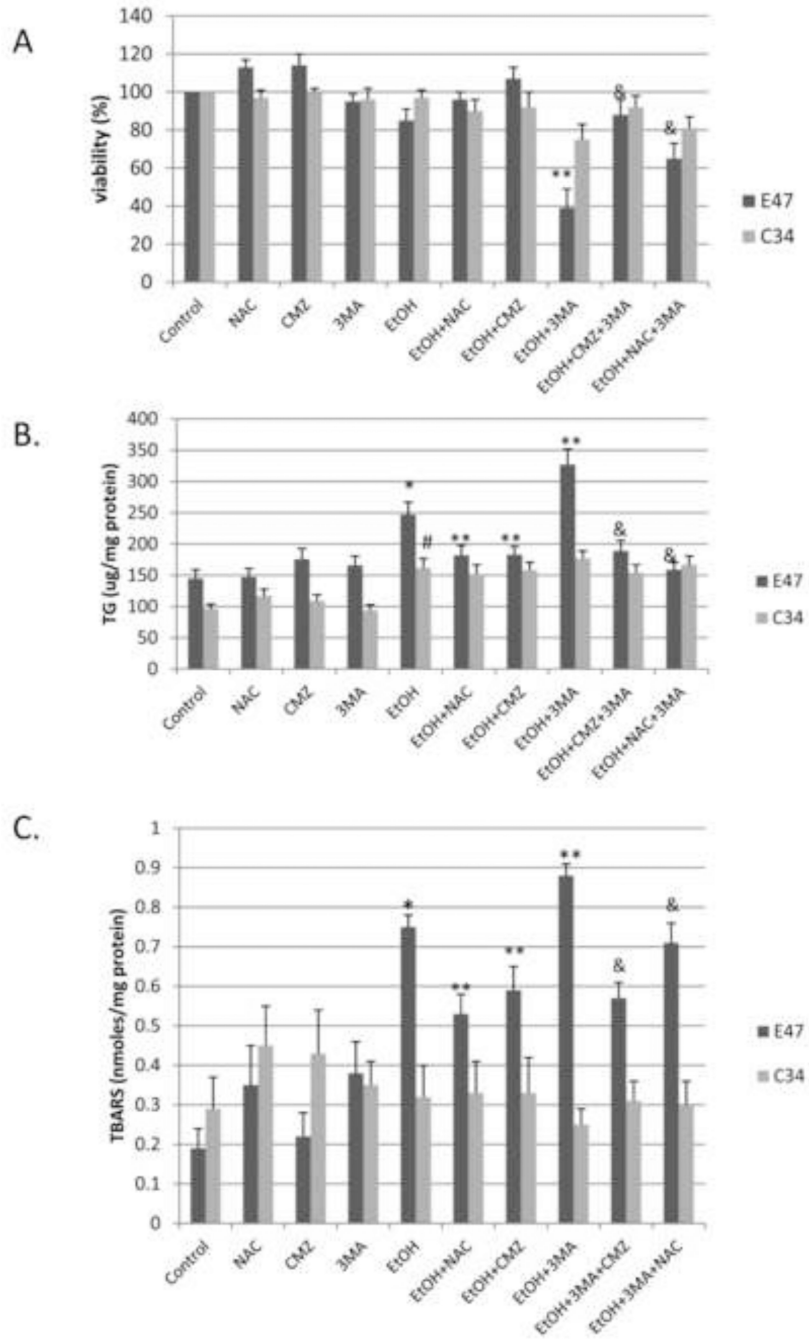 A
viability (%)
140
120
100
80
60
40
20
0
&
&
**
E47
C34
Control
NAC
CMZ
3MA
EtOH
EtOH+NAC
EtOH+CMZ
EtOH+3MA
EtOH+CMZ+3MA
EtOH+NAC+3MA
B.
TG (ug/mg protein)
400
350
300
250
200
150
100
50
0
*
#
**
**
**
&
&
E47
C34
Control
NAC
CMZ
3MA
EtOH
EtOH+NAC
EtOH+CMZ
EtOH+3MA
EtOH+CMZ+3MA
EtOH+NAC+3MA
C.
TBARS (nmoles/mg protein)
1
0.9
0.8
0.7
0.6
0.5
0.4
0.3
0.2
0.1
0
*
**
**
**
&
&
E47
C34
Control
NAC
CMZ
3MA
EtOH
EtOH+NAC
EtOH+CMZ
EtOH+3MA
EtOH+3MA+CMZ
EtOH+3MA+NAC